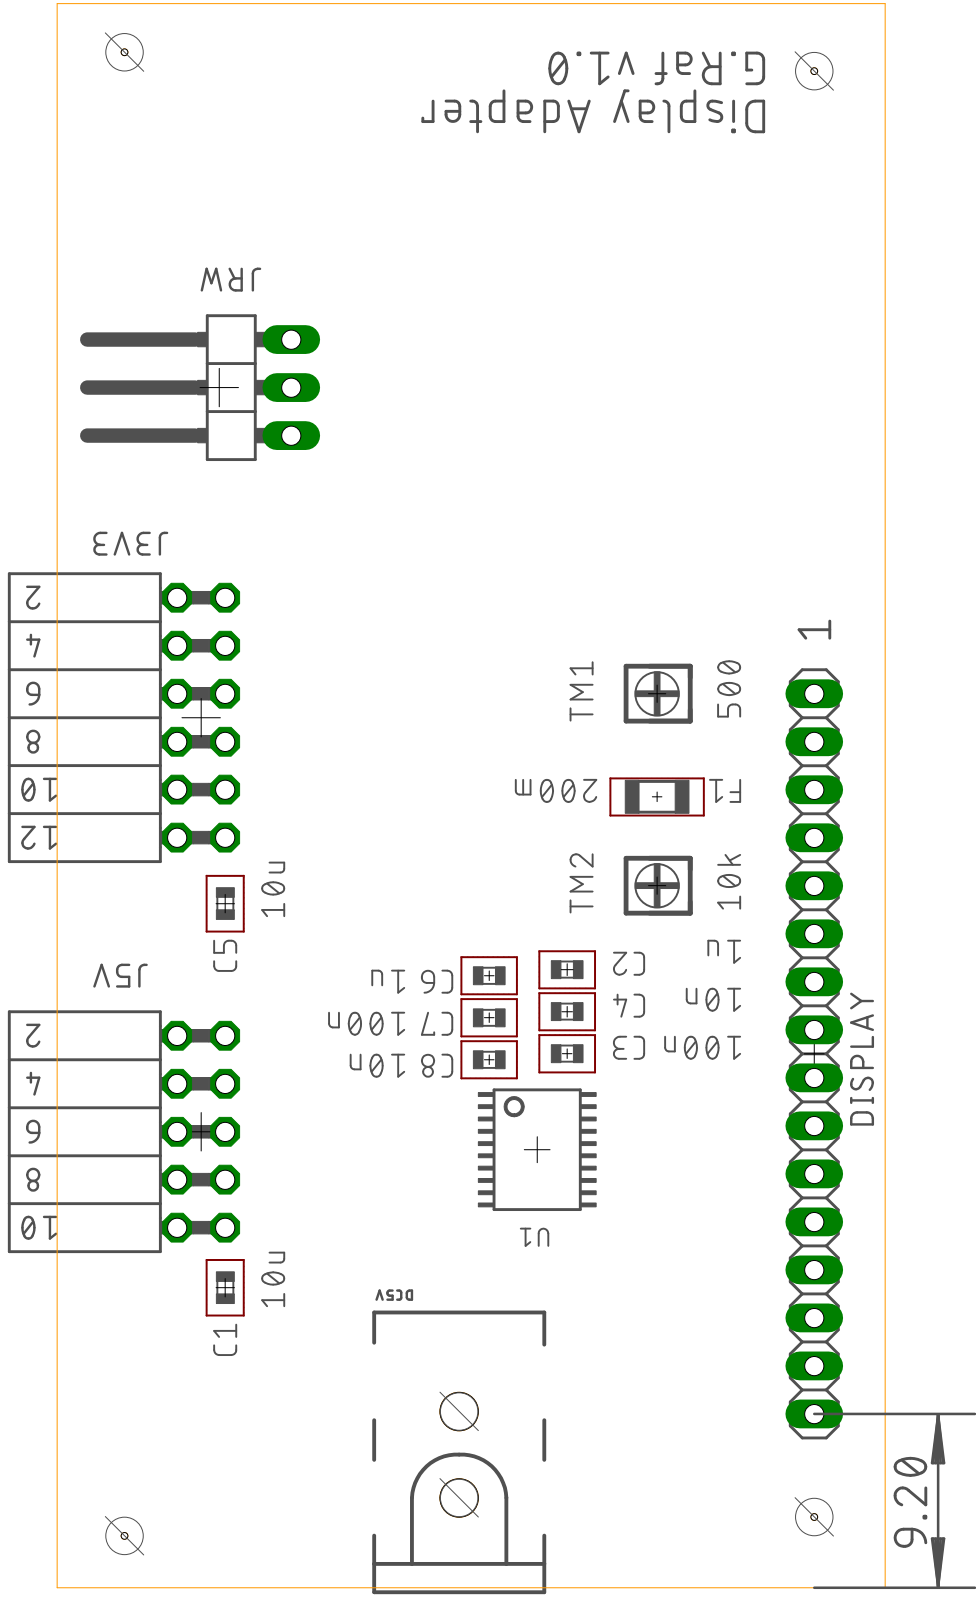 G.Raf v1.0
Display Adapter
JRW
J3V3
2
4
6
8
10
12
1
TM1
500
200m
F1
TM2
10k
10u
C5
J5V
2
4
6
8
10
C6 1u
C2
1u
C7 100n
C4
10n
C8 10n
C3
100n
DISPLAY
U1
10u
C1
DC5V
9.20